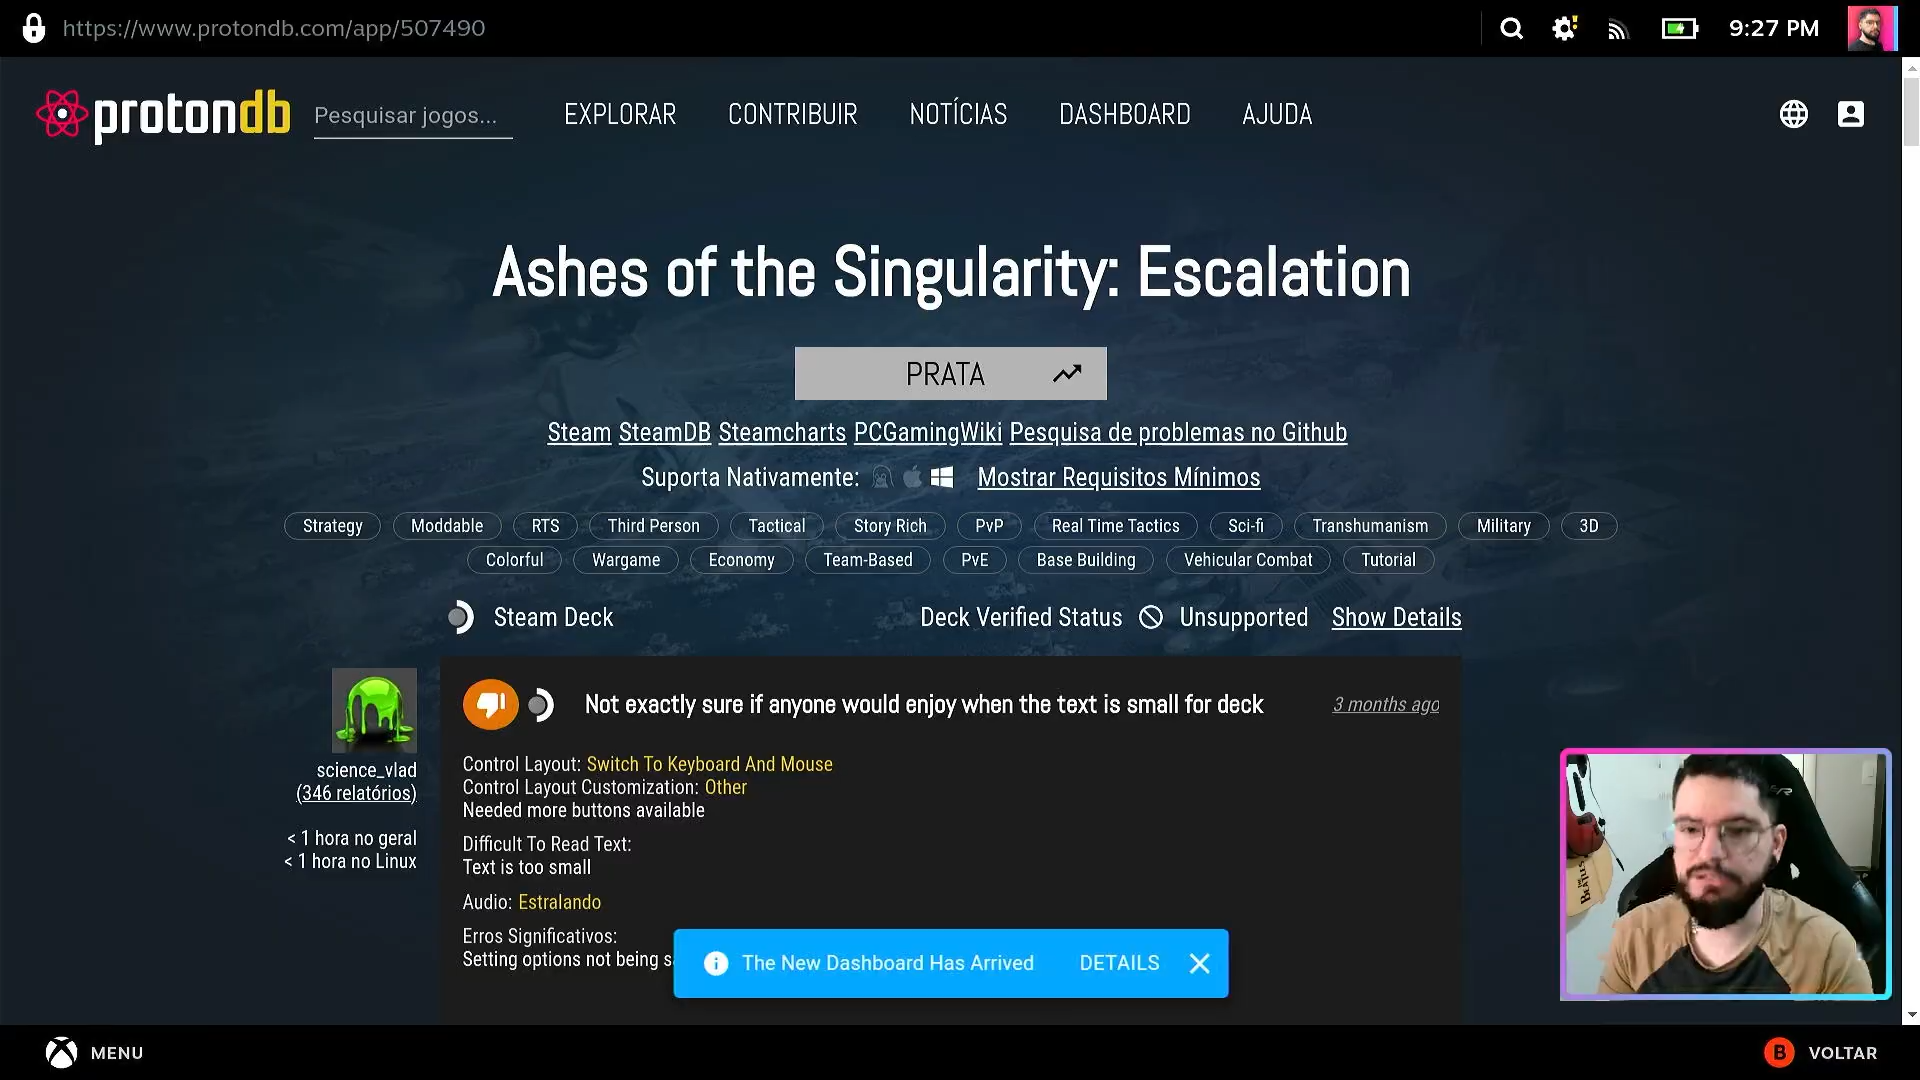 https://www.protondb.com/app/507490
9:27 PM
protondb
Pesquisar jogos...
EXPLORAR
CONTRIBUIR
NOTÍCIAS
DASHBOARD
AJUDA
Ashes of the Singularity: Escalation
PRATA
Steam SteamDB Steamcharts PCGamingWiki Pesquisa de problemas no Github
Suporta Nativamente: Mostrar Requisitos Mínimos
Strategy Moddable RTS Third Person Tactical Story Rich PvP Real Time Tactics Sci-fi Transhumanism Military 3D
Colorful Wargame Economy Team-Based PvE Base Building Vehicular Combat Tutorial
Steam Deck
Deck Verified Status Unsupported Show Details
science_vlad
(346 relatórios)
< 1 hora no geral
< 1 hora no Linux
Not exactly sure if anyone would enjoy when the text is small for deck
3 months ago
Control Layout: Switch To Keyboard And Mouse
Control Layout Customization: Other
Needed more buttons available
Difficult To Read Text:
Text is too small
Audio: Estralando
Erros Significativos:
Setting options not being
The New Dashboard Has Arrived
DETAILS
THE BEATLES
MENU
B VOLTAR